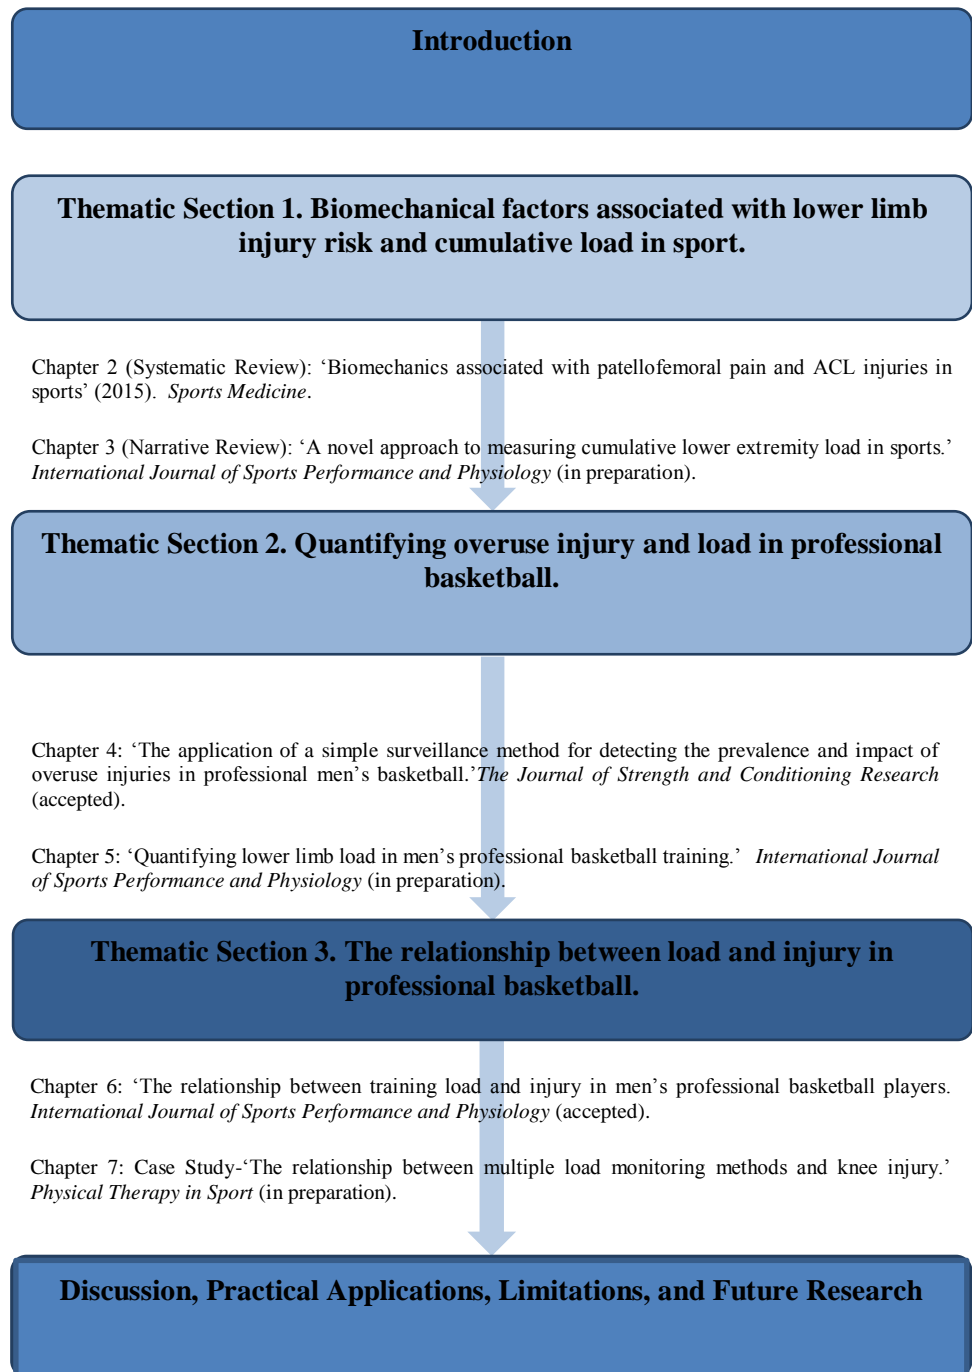 Introduction
Thematic Section 1. Biomechanical factors associated with lower limb
injury risk and cumulative load in sport.
Chapter 2 (Systematic Review): ‘Biomechanics associated with patellofemoral pain and ACL injuries in
sports’ (2015).  Sports Medicine.
Chapter 3 (Narrative Review): ‘A novel approach to measuring cumulative lower extremity load in sports.’
International Journal of Sports Performance and Physiology (in preparation).
Thematic Section 2. Quantifying overuse injury and load in professional
basketball.
Chapter 4: ‘The application of a simple surveillance method for detecting the prevalence and impact of
overuse injuries in professional men’s basketball.’The Journal of Strength and Conditioning Research
(accepted).
Chapter 5: ‘Quantifying lower limb load in men’s professional basketball training.’  International Journal
of Sports Performance and Physiology (in preparation).
Thematic Section 3. The relationship between load and injury in
professional basketball.
Chapter 6: ‘The relationship between training load and injury in men’s professional basketball players.
International Journal of Sports Performance and Physiology (accepted).
Chapter 7: Case Study-‘The relationship between multiple load monitoring methods and knee injury.’
Physical Therapy in Sport (in preparation).
Discussion, Practical Applications, Limitations, and Future Research